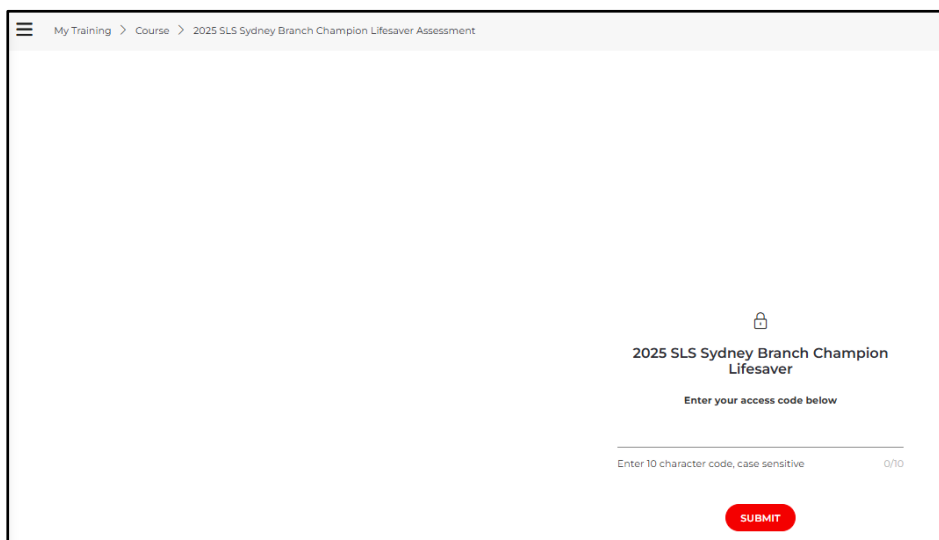 My Training > Course > 2025 SLS Sydney Branch Champion Lifesaver Assessment
2025 SLS Sydney Branch Champion
Lifesaver
Enter your access code below
Enter 10 character code, case sensitive 0/10
SUBMIT